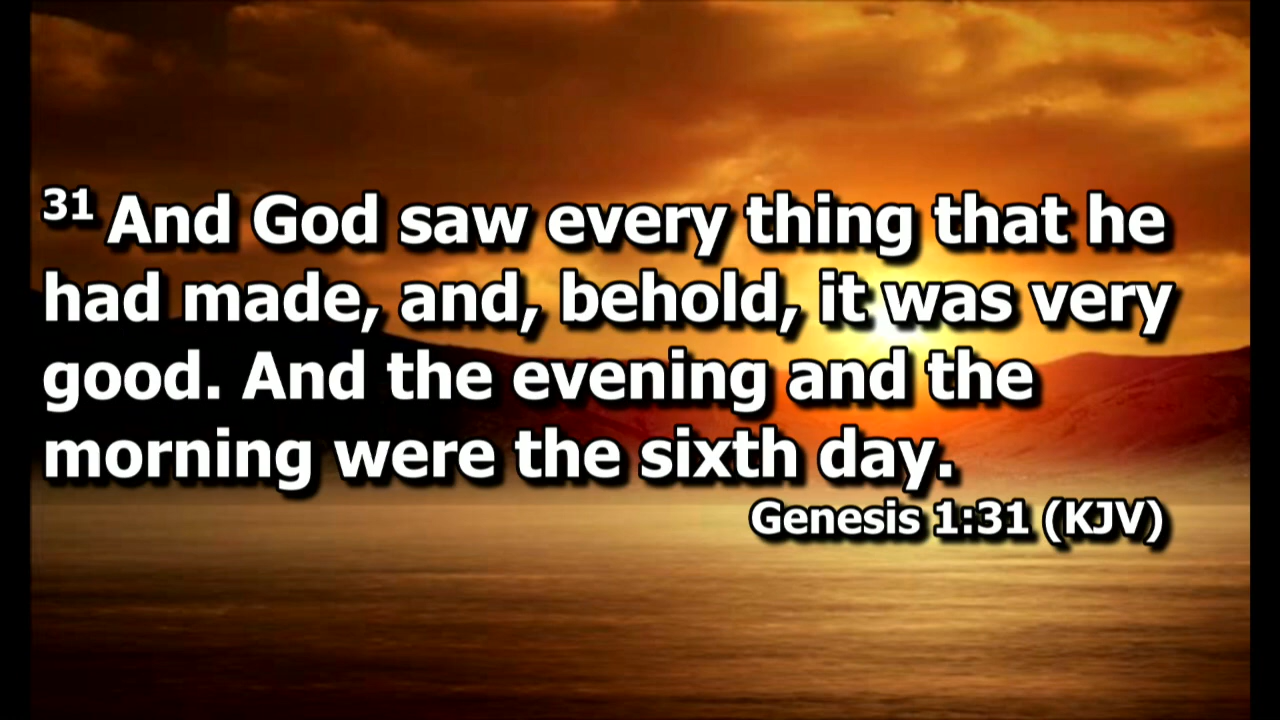 31 And God saw every thing that he
had made, and, behold, it was very
good. And the evening and the
morning were the sixth day.
Genesis 1:31 (KJV)